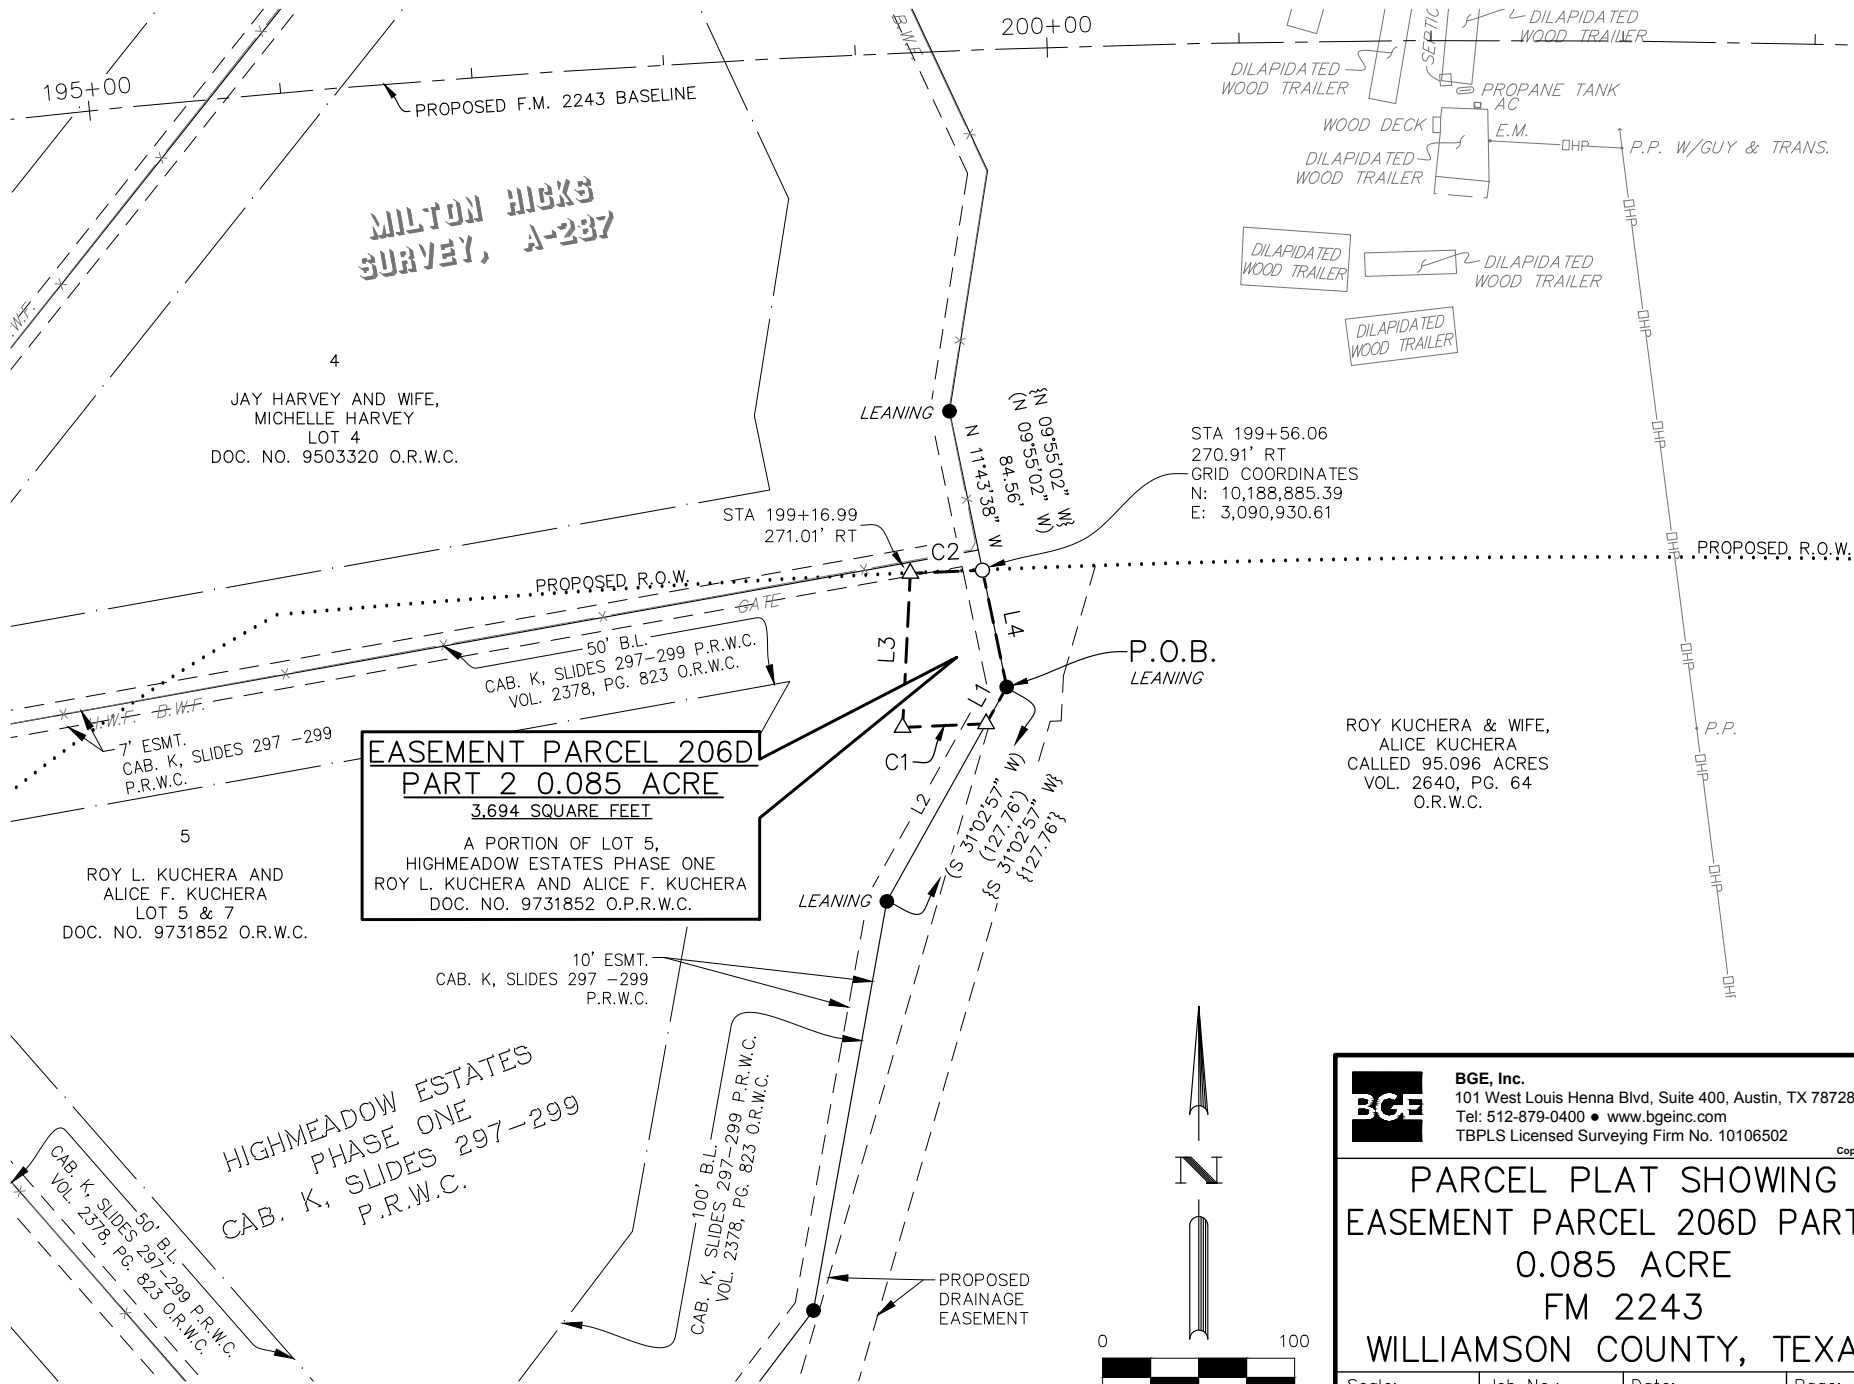 195+00
PROPOSED F.M. 2243 BASELINE
200+00
B.W.F.
SEPTIC
DILAPIDATED
WOOD TRAILER
DILAPIDATED
WOOD TRAILER
PROPANE TANK
AC
WOOD DECK
E.M.
OHP
P.P. W/GUY & TRANS.
DILAPIDATED
WOOD TRAILER
OHP
DILAPIDATED
WOOD TRAILER
DILAPIDATED
WOOD TRAILER
DILAPIDATED
WOOD TRAILER
OHP
OHP
OHP
OHP
OHP
OHP
MILTON HICKS
SURVEY, A-287
.W.F.
4
JAY HARVEY AND WIFE,
MICHELLE HARVEY
LOT 4
DOC. NO. 9503320 O.R.W.C.
LEANING
{N 09°55'02" W}
(N 09°55'02" W)
84.56'
N 11°43'38" W
STA 199+56.06
270.91' RT
GRID COORDINATES
N: 10,188,885.39
E: 3,090,930.61
STA 199+16.99
271.01' RT
C2
PROPOSED R.O.W.
PROPOSED R.O.W.
GATE
L3
L4
50' B.L.
CAB. K, SLIDES 297-299 P.R.W.C.
VOL. 2378, PG. 823 O.R.W.C.
P.O.B.
LEANING
L1
C1
L2
H.W.F. B.W.F.
7' ESMT.
CAB. K, SLIDES 297 -299
P.R.W.C.
EASEMENT PARCEL 206D
PART 2 0.085 ACRE
3,694 SQUARE FEET
A PORTION OF LOT 5,
HIGHMEADOW ESTATES PHASE ONE
ROY L. KUCHERA AND ALICE F. KUCHERA
DOC. NO. 9731852 O.P.R.W.C.
(S 31°02'57" W)
(127.76')
{S 31°02'57" W}
{127.76'}
ROY KUCHERA & WIFE,
ALICE KUCHERA
CALLED 95.096 ACRES
VOL. 2640, PG. 64
O.R.W.C.
P.P.
5
ROY L. KUCHERA AND
ALICE F. KUCHERA
LOT 5 & 7
DOC. NO. 9731852 O.R.W.C.
LEANING
10' ESMT.
CAB. K, SLIDES 297 -299
P.R.W.C.
100' B.L.
CAB. K, SLIDES 297-299 P.R.W.C.
VOL. 2378, PG. 823 O.R.W.C.
HIGHMEADOW ESTATES
PHASE ONE
CAB. K, SLIDES 297-299
P.R.W.C.
50' B.L.
CAB. K, SLIDES 297-299 P.R.W.C.
VOL. 2378, PG. 823 O.R.W.C.
PROPOSED
DRAINAGE
EASEMENT
N
0 100
BGE
BGE, Inc.
101 West Louis Henna Blvd, Suite 400, Austin, TX 78728
Tel: 512-879-0400 ● www.bgeinc.com
TBPLS Licensed Surveying Firm No. 10106502
Cop
PARCEL PLAT SHOWING
EASEMENT PARCEL 206D PART
0.085 ACRE
FM 2243
WILLIAMSON COUNTY, TEXA